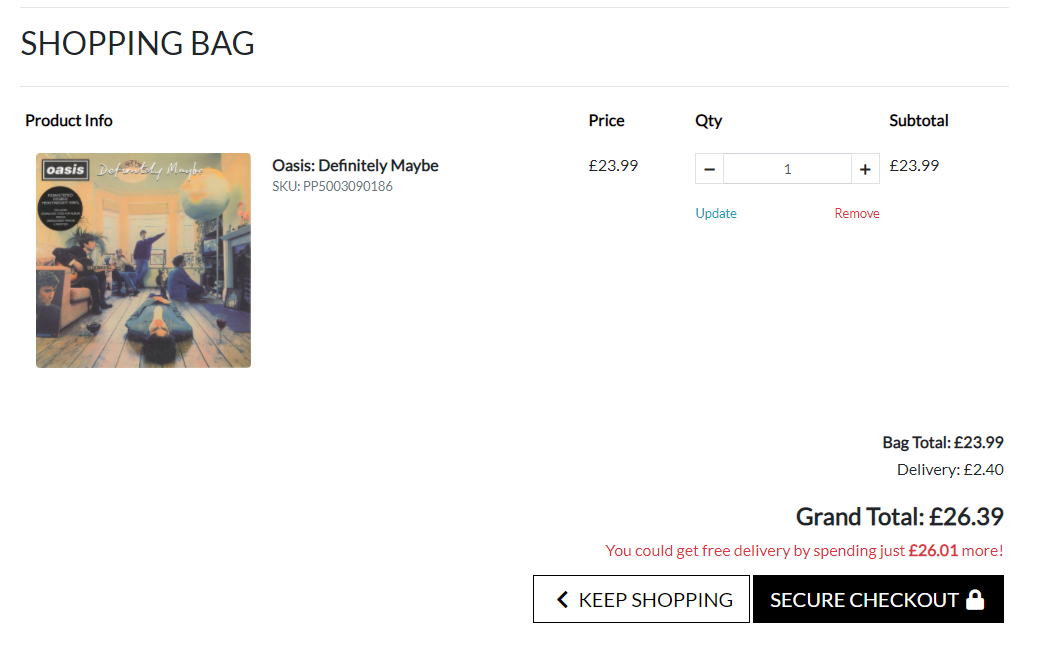 SHOPPING BAG
Product Info Price Qty Subtotal
oasis Definitely Maybe
Oasis: Definitely Maybe £23.99 − 1 + £23.99
SKU: PP5003090186
Update Remove
Bag Total: £23.99
Delivery: £2.40
Grand Total: £26.39
You could get free delivery by spending just £26.01 more!
KEEP SHOPPING SECURE CHECKOUT